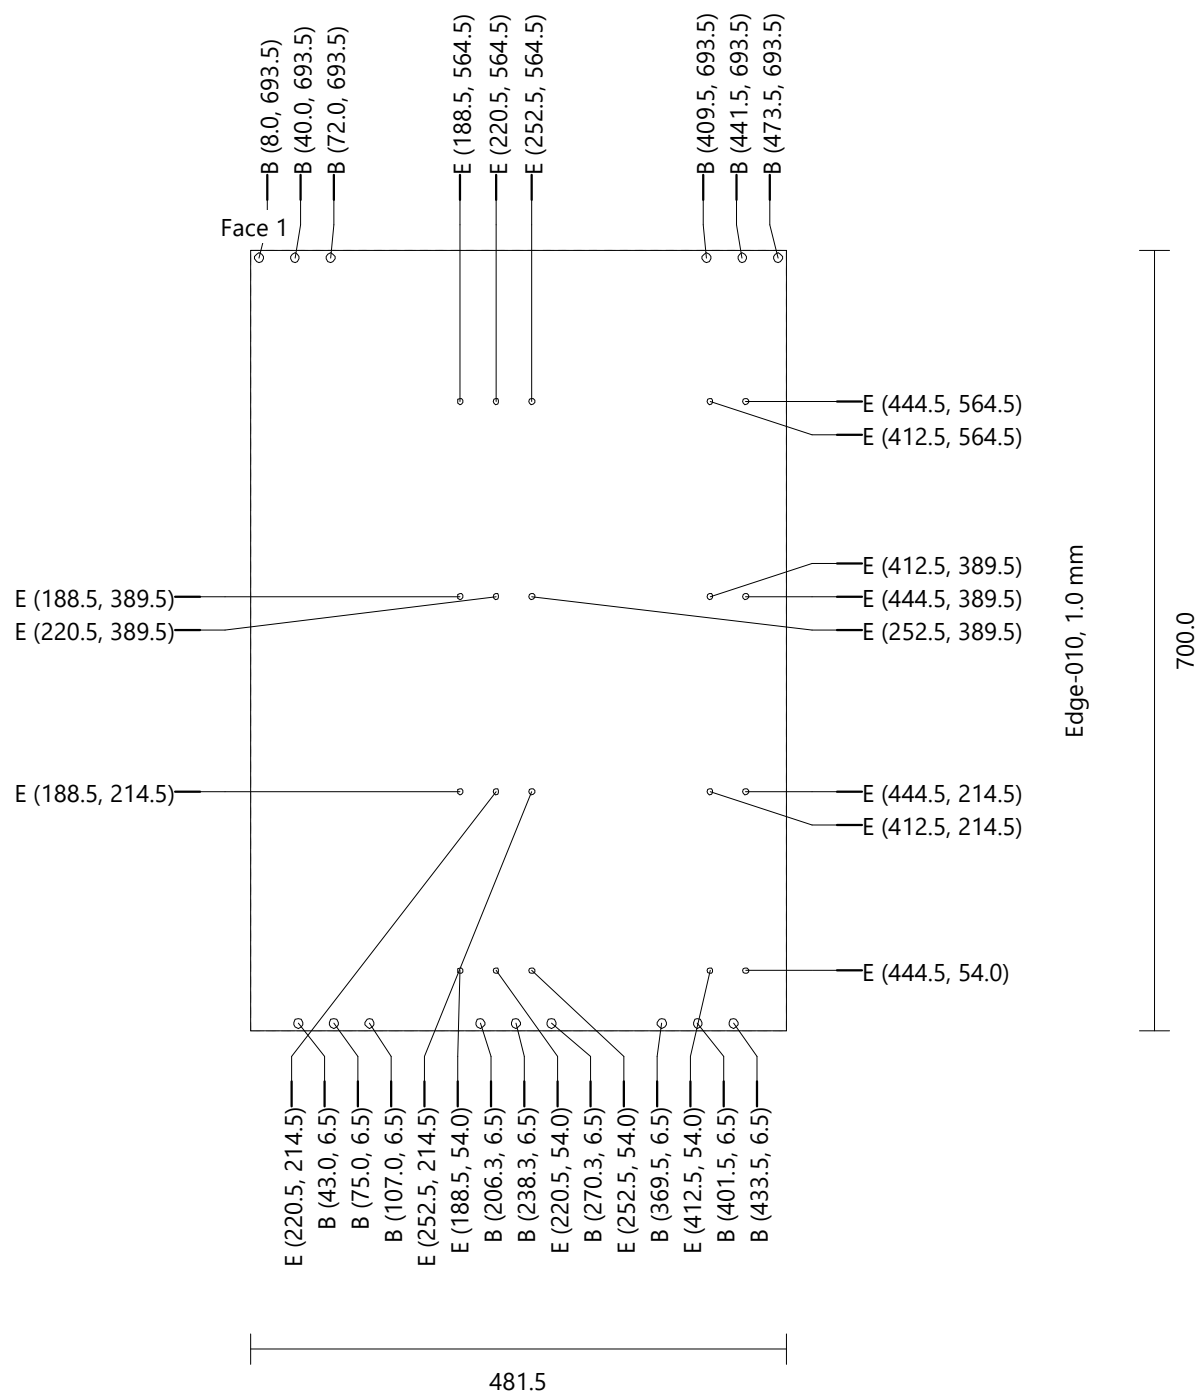 B (8.0, 693.5)
B (40.0, 693.5)
B (72.0, 693.5)
E (188.5, 564.5)
E (220.5, 564.5)
E (252.5, 564.5)
B (409.5, 693.5)
B (441.5, 693.5)
B (473.5, 693.5)
Face 1
E (444.5, 564.5)
E (412.5, 564.5)
E (412.5, 389.5)
E (188.5, 389.5)
E (444.5, 389.5)
E (220.5, 389.5)
E (252.5, 389.5)
Edge-010, 1.0 mm
700.0
E (188.5, 214.5)
E (444.5, 214.5)
E (412.5, 214.5)
E (444.5, 54.0)
E (220.5, 214.5)
B (43.0, 6.5)
B (75.0, 6.5)
B (107.0, 6.5)
E (252.5, 214.5)
E (188.5, 54.0)
B (206.3, 6.5)
B (238.3, 6.5)
E (220.5, 54.0)
B (270.3, 6.5)
E (252.5, 54.0)
B (369.5, 6.5)
E (412.5, 54.0)
B (401.5, 6.5)
B (433.5, 6.5)
481.5